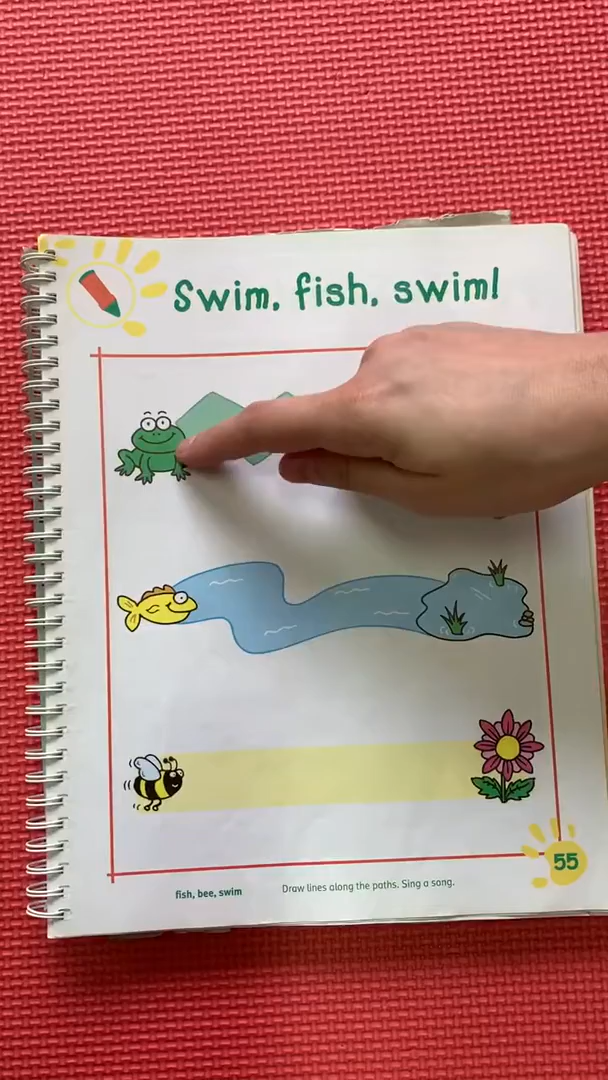 Swim, fish, swim!
55
fish, bee, swim
Draw lines along the paths. Sing a song.